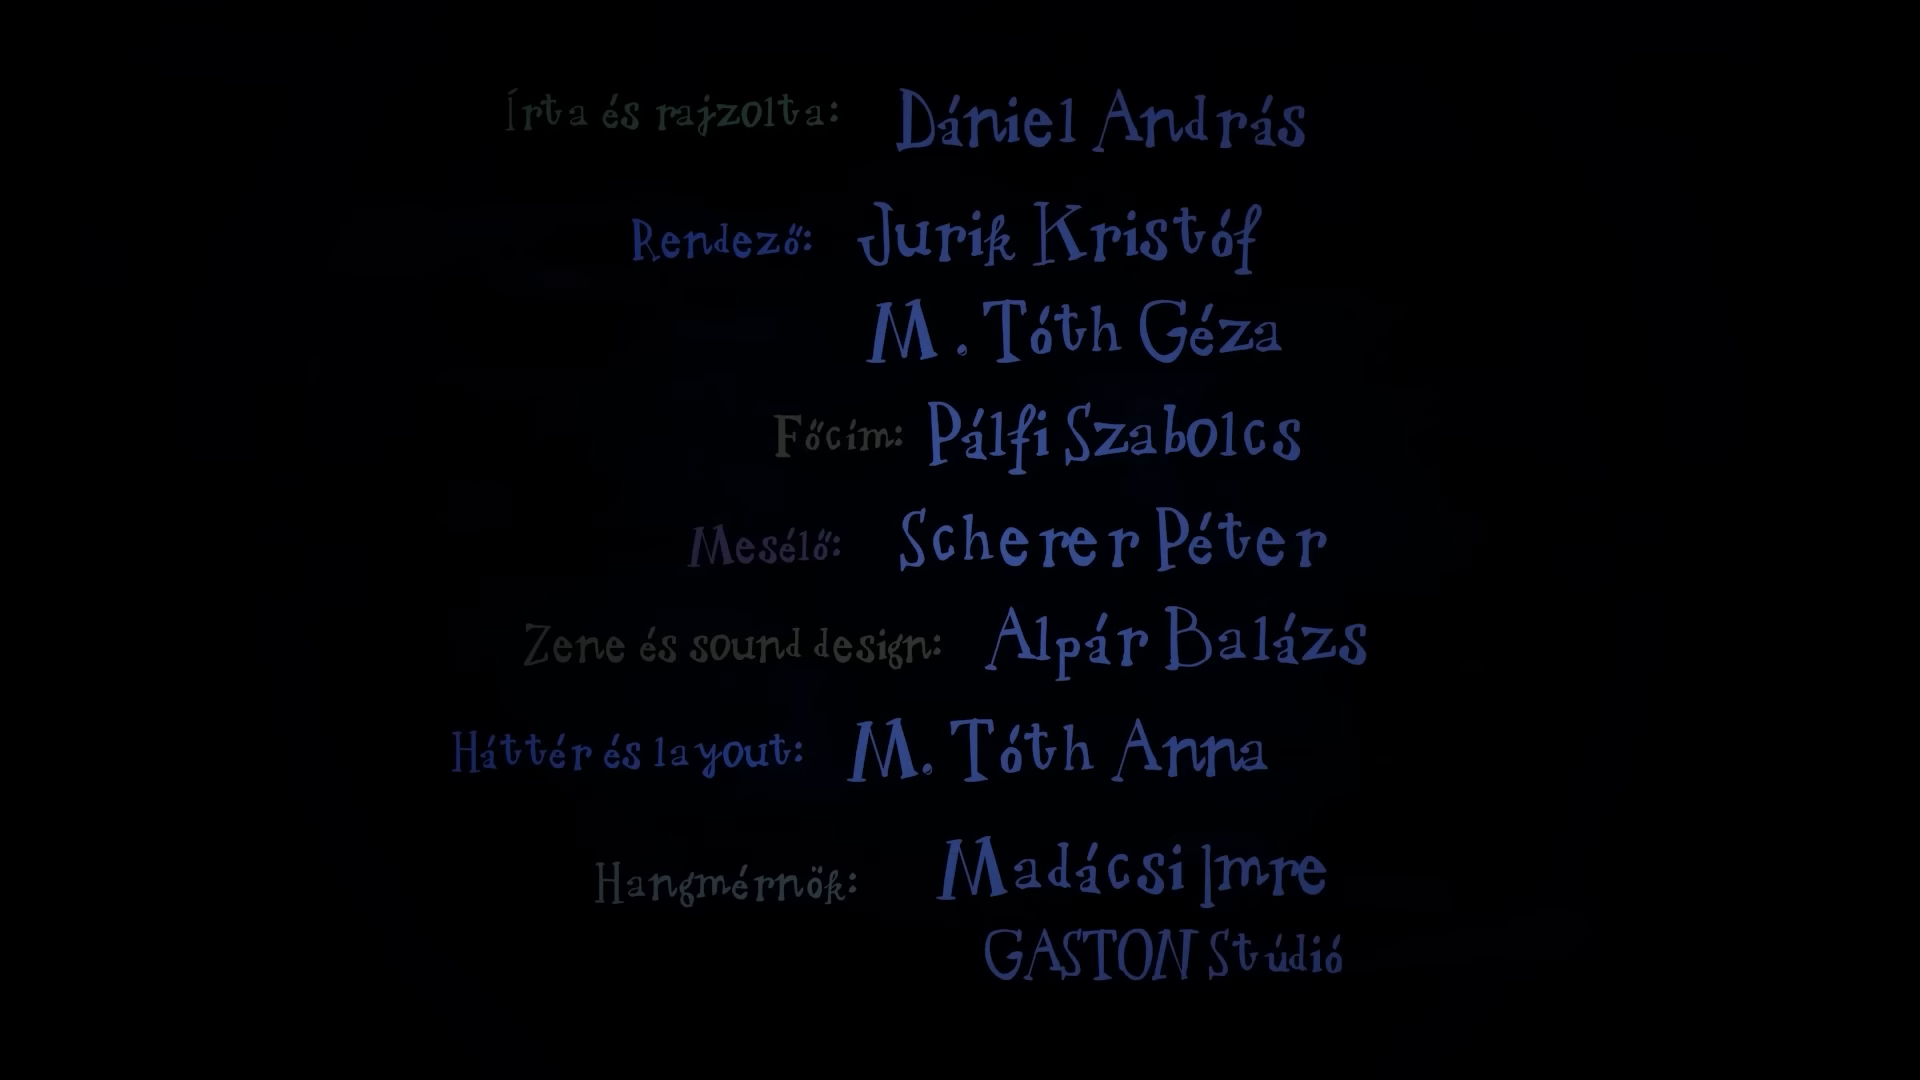 Írta és rajzolta: Dániel András
Rendező: Jurik Kristóf
M. Tóth Géza
Főcím: Pálfi Szabolcs
Mesélő: Scherer Péter
Zene és sound design: Alpár Balázs
Háttér és layout: M. Tóth Anna
Hangmérnök: Madácsi Imre
GASTON Stúdió